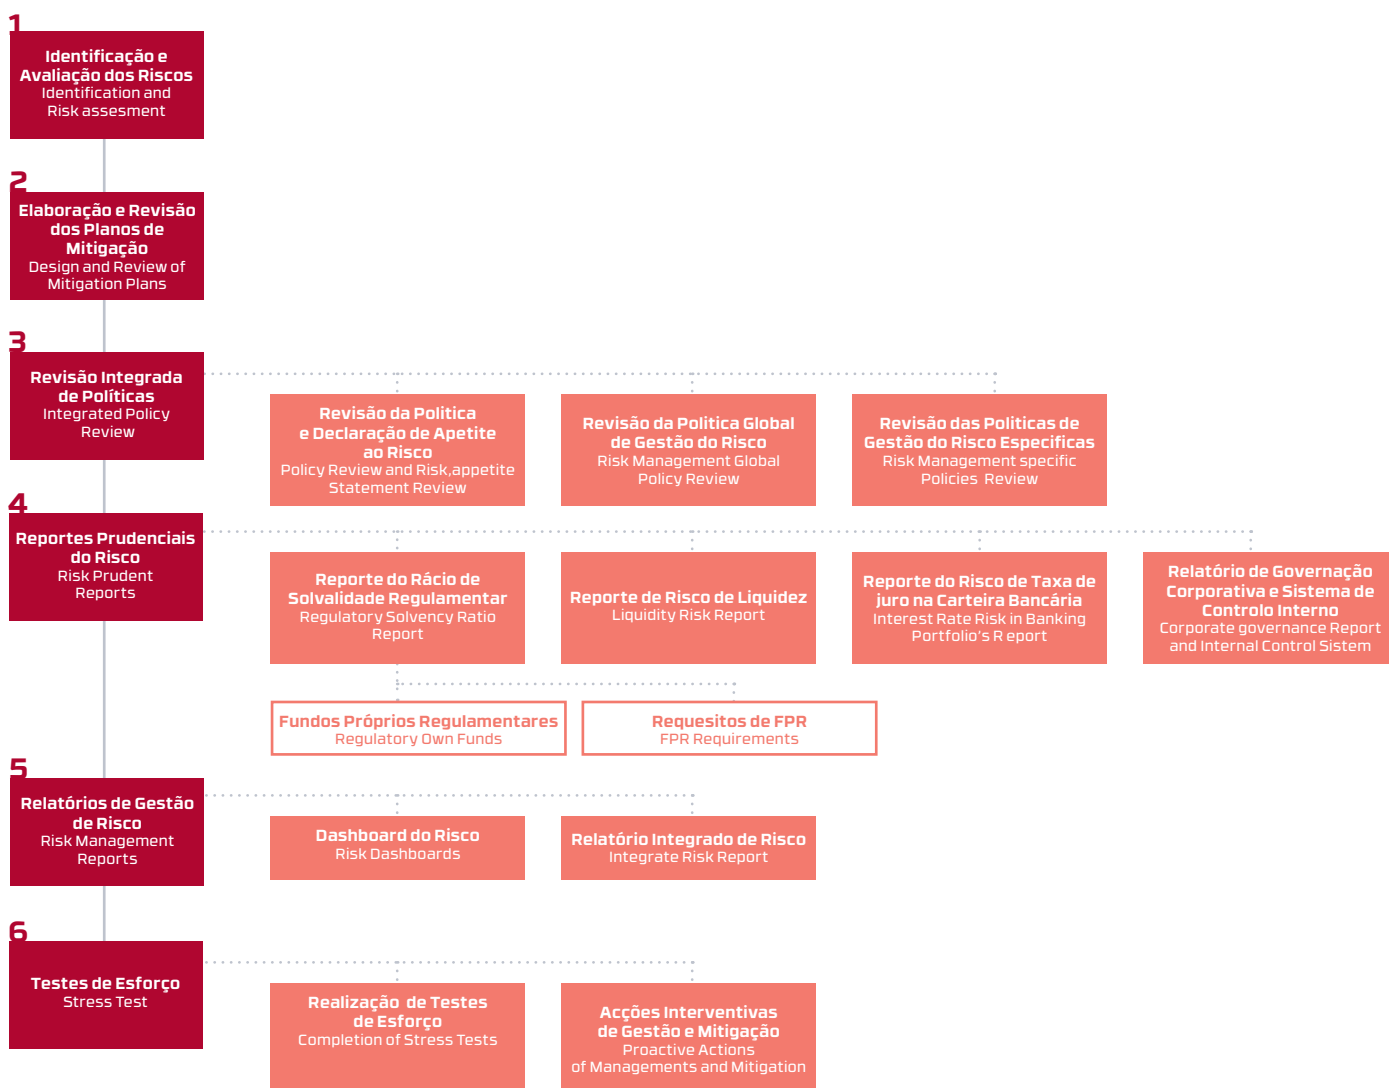 1
Identificação e
Avaliação dos Riscos
Identification and
Risk assesment
2
Elaboração e Revisão
dos Planos de
Mitigação
Design and Review of
Mitigation Plans
3
Revisão Integrada
de Políticas
Integrated Policy
Review
Revisão da Politica
e Declaração de Apetite
ao Risco
Policy Review and Risk,appetite
Statement Review
Revisão da Politica Global
de Gestão do Risco
Risk Management Global
Policy Review
Revisão das Politicas de
Gestão do Risco Especificas
Risk Management specific
Policies Review
4
Reportes Prudenciais
do Risco
Risk Prudent
Reports
Reporte do Rácio de
Solvalidade Regulamentar
Regulatory Solvency Ratio
Report
Reporte de Risco de Liquidez
Liquidity Risk Report
Reporte do Risco de Taxa de
juro na Carteira Bancária
Interest Rate Risk in Banking
Portfolio's R eport
Relatório de Governação
Corporativa e Sistema de
Controlo Interno
Corporate governance Report
and Internal Control Sistem
Fundos Próprios Regulamentares
Regulatory Own Funds
Requesitos de FPR
FPR Requirements
5
Relatórios de Gestão
de Risco
Risk Management
Reports
Dashboard do Risco
Risk Dashboards
Relatório Integrado de Risco
Integrate Risk Report
6
Testes de Esforço
Stress Test
Realização de Testes
de Esforço
Completion of Stress Tests
Acções Interventivas
de Gestão e Mitigação
Proactive Actions
of Managements and Mitigation